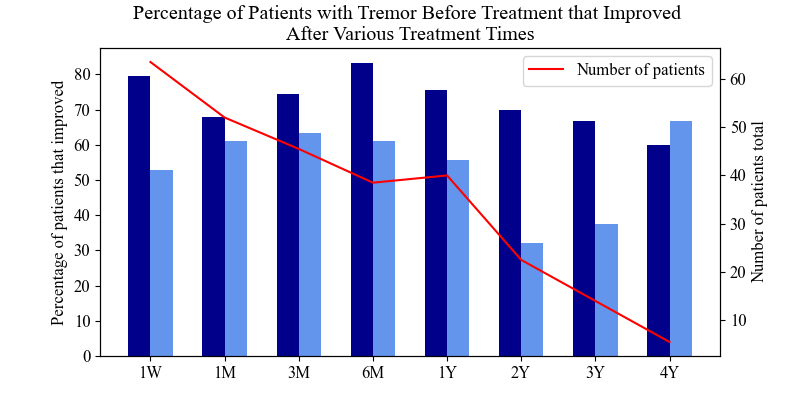 Percentage of Patients with Tremor Before Treatment that Improved
After Various Treatment Times
Number of patients
Percentage of patients that improved
80
70
60
50
40
30
20
10
0
60
50
40
30
20
10
Number of patients total
1W 1M 3M 6M 1Y 2Y 3Y 4Y